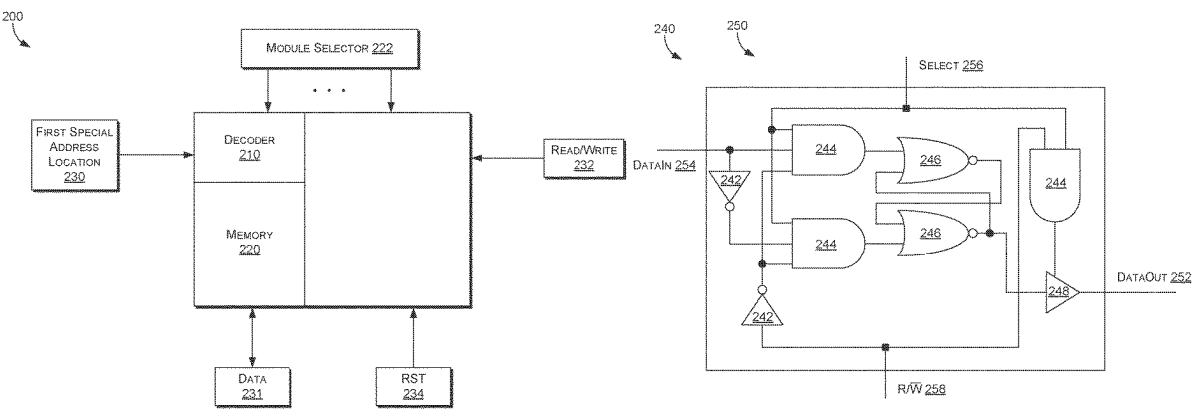 200
MODULE SELECTOR 222
. . .
FIRST SPECIAL
ADDRESS
LOCATION
230
DECODER
210
MEMORY
220
READ/WRITE
232
DATA
231
RST
234
240
250
SELECT 256
DATAIN 254
242
244
246
244
244
246
242
248
DATAOUT 252
R/W̅ 258